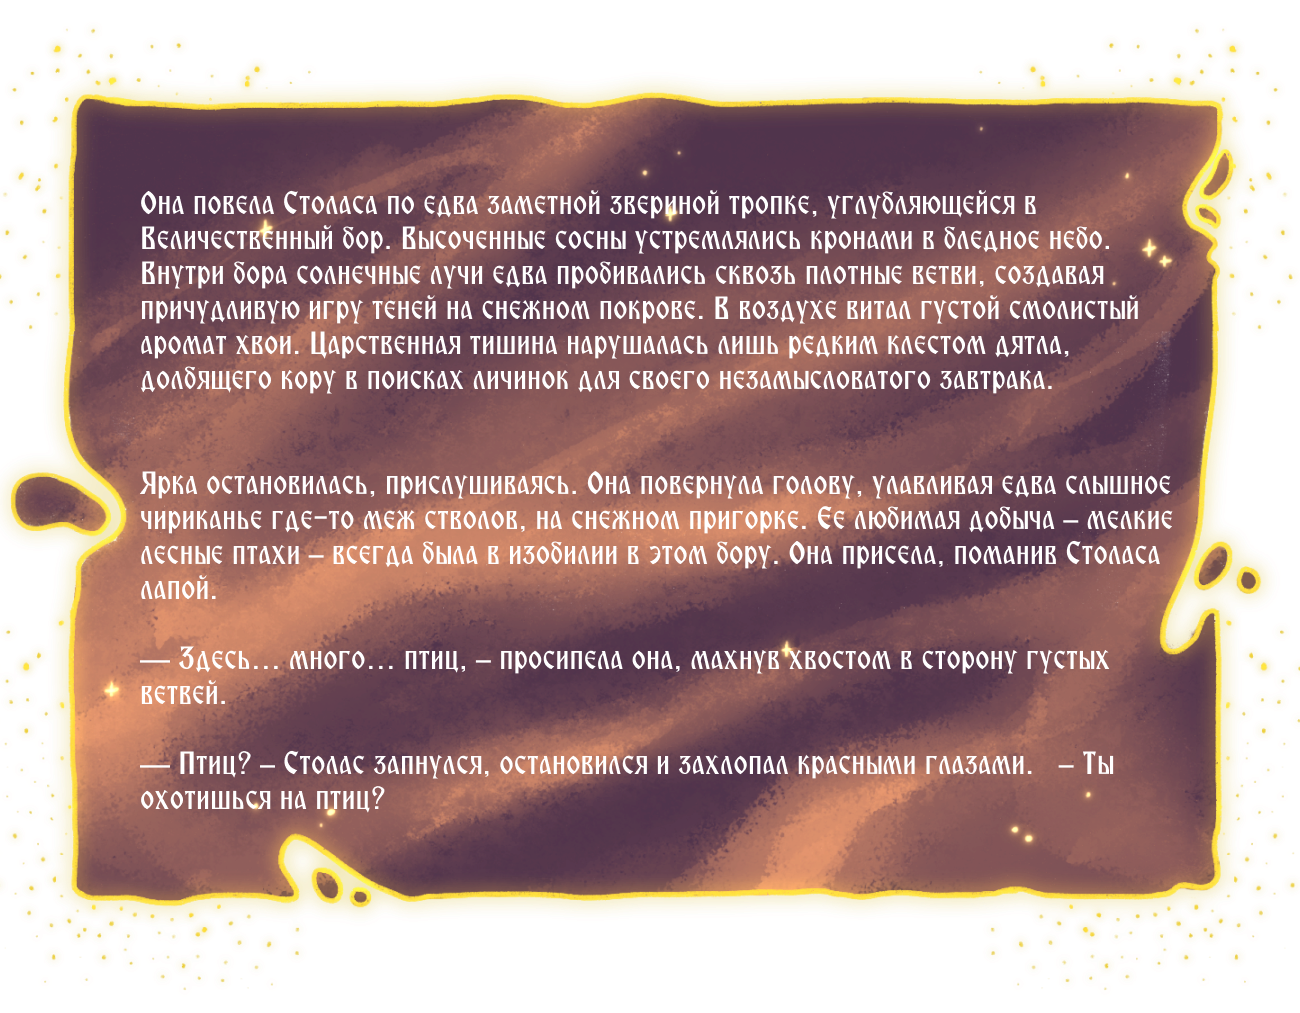 Она повела Столаса по едва заметной звериной тропке, углубляющейся в
Величественный бор. Высоченные сосны устремлялись кронами в бледное небо.
Внутри бора солнечные лучи едва пробивались сквозь плотные ветви, создавая
причудливую игру теней на снежном покрове. В воздухе витал густой смолистый
аромат хвои. Царственная тишина нарушалась лишь редким клестом дятла,
долбящего кору в поисках личинок для своего незамысловатого завтрака.
Ярка остановилась, прислушиваясь. Она повернула голову, улавливая едва слышное
чириканье где-то меж стволов, на снежном пригорке. Ее любимая добыча – мелкие
лесные птахи – всегда была в изобилии в этом бору. Она присела, поманив Столаса
лапой.
— Здесь... много... птиц, – просипела она, махнув хвостом в сторону густых
ветвей.
— Птиц? – Столас запнулся, остановился и захлопал красными глазами. – Ты
охотишься на птиц?